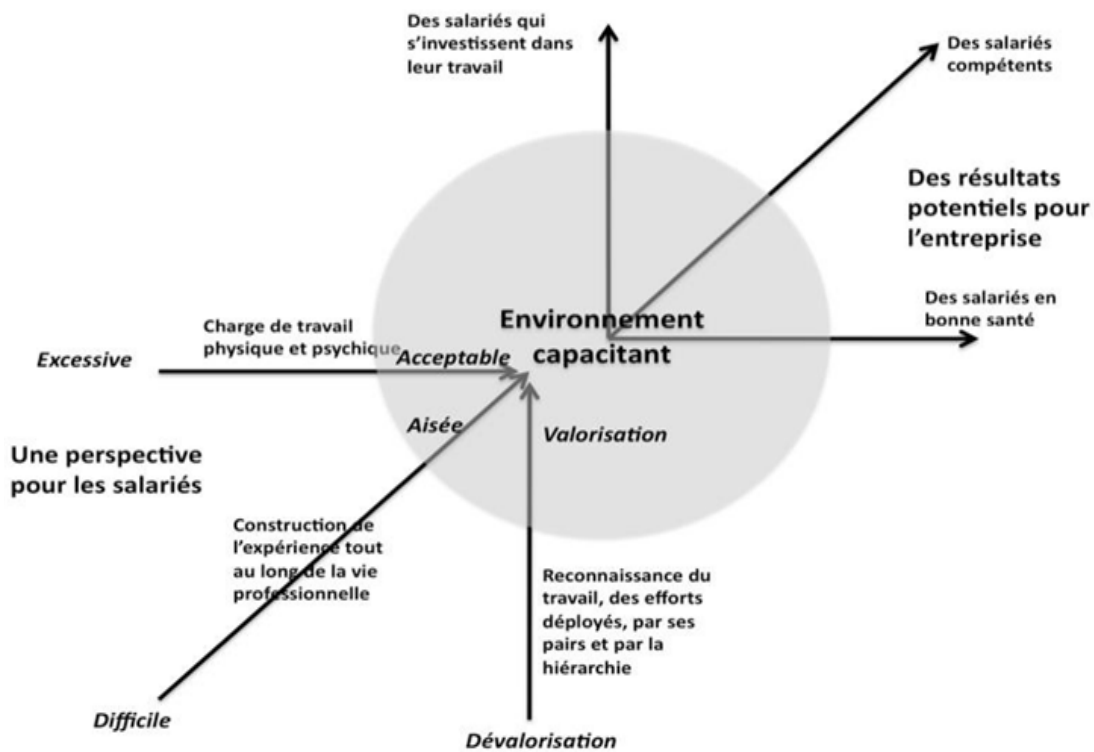 Des salariés qui
s'investissent dans
leur travail
Des salariés
compétents
Des résultats
potentiels pour
l'entreprise
Des salariés en
bonne santé
Environnement
capacitant
Charge de travail
physique et psychique
Excessive
Acceptable
Aisée
Valorisation
Une perspective
pour les salariés
Construction de
l'expérience tout
au long de la vie
professionnelle
Reconnaissance du
travail, des efforts
déployés, par ses
pairs et par la
hiérarchie
Difficile
Dévalorisation